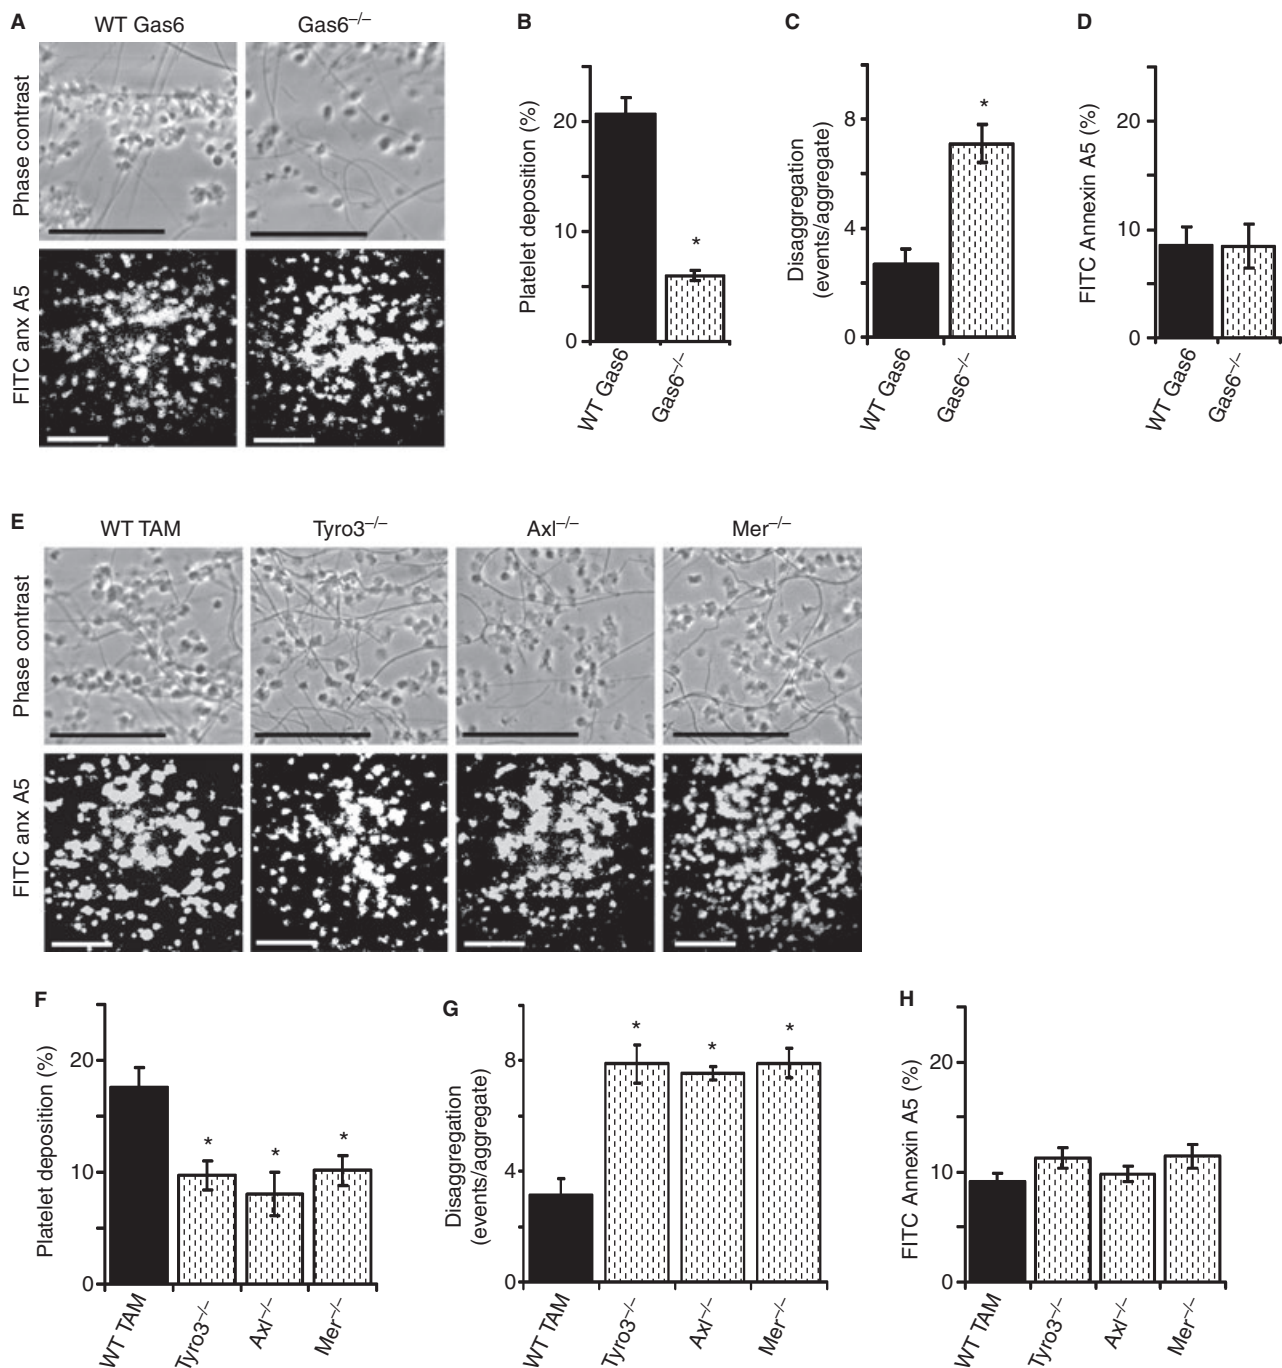 A
WT Gas6
Gas6–/–
Phase contrast
FITC anx A5
B
Platelet deposition (%)
20
10
0
*
WT Gas6
Gas6–/–
C
Disaggregation
(events/aggregate)
8
4
0
*
WT Gas6
Gas6–/–
D
FITC Annexin A5 (%)
20
10
0
WT Gas6
Gas6–/–
E
WT TAM
Tyro3–/–
Axl–/–
Mer–/–
Phase contrast
FITC anx A5
F
Platelet deposition (%)
20
10
0
*
*
*
WT TAM
Tyro3–/–
Axl–/–
Mer–/–
G
Disaggregation
(events/aggregate)
8
4
0
*
*
*
WT TAM
Tyro3–/–
Axl–/–
Mer–/–
H
FITC Annexin A5 (%)
20
10
0
WT TAM
Tyro3–/–
Axl–/–
Mer–/–